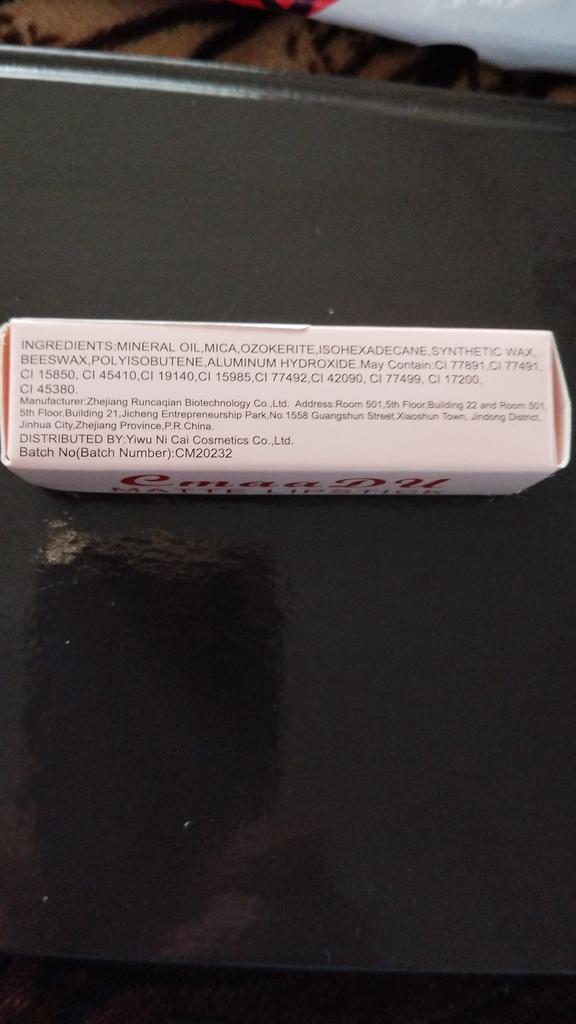 INGREDIENTS:MINERAL OIL,MICA,OZOKERITE,ISOHEXADECANE,SYNTHETIC WAX,
BEESWAX,POLYISOBUTENE,ALUMINUM HYDROXIDE.May Contain:CI 77891,CI 77491,
CI 15850, CI 45410,CI 19140,CI 15985,CI 77492,CI 42090, CI 77499, CI 17200,
CI 45380.
Manufacturer:Zhejiang Runcaqian Biotechnology Co.,Ltd. Address:Room 501,5th Floor,Building 22 and Room 501,
5th Floor,Building 21,Jicheng Entrepreneurship Park,No.1558 Guangshun Street,Xiaoshun Town, Jindong District,
Jinhua City,Zhejiang Province,P.R.China.
DISTRIBUTED BY:Yiwu Ni Cai Cosmetics Co.,Ltd.
Batch No(Batch Number):CM20232
CmaaDU
MATTE LIPSTICK